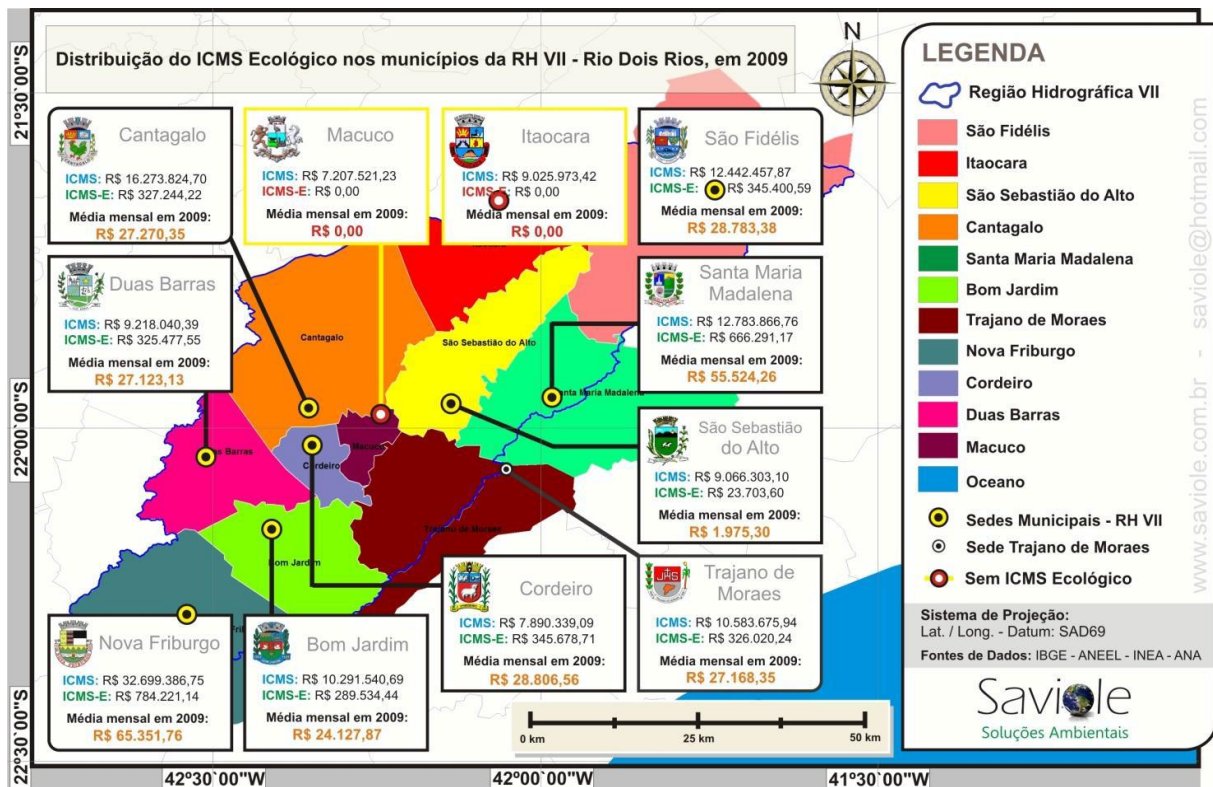 Distribuição do ICMS Ecológico nos municípios da RH VII - Rio Dois Rios, em 2009
N
21º30'00"S
22º00'00"S
22º30'00"S
Cantagalo
ICMS: R$ 16.273.824,70
ICMS-E: R$ 327.244,22
Média mensal em 2009:
R$ 27.270,35
Macuco
ICMS: R$ 7.207.521,23
ICMS-E: R$ 0,00
Média mensal em 2009:
R$ 0,00
Itaocara
ICMS: R$ 9.025.973,42
ICMS-E: R$ 0,00
Média mensal em 2009:
R$ 0,00
São Fidélis
ICMS: R$ 12.442.457,87
ICMS-E: R$ 345.400,59
Média mensal em 2009:
R$ 28.783,38
Duas Barras
ICMS: R$ 9.218.040,39
ICMS-E: R$ 325.477,55
Média mensal em 2009:
R$ 27.123,13
Santa Maria
Madalena
ICMS: R$ 12.783.866,76
ICMS-E: R$ 666.291,17
Média mensal em 2009:
R$ 55.524,26
São Sebastião
do Alto
ICMS: R$ 9.066.303,10
ICMS-E: R$ 23.703,60
Média mensal em 2009:
R$ 1.975,30
Cantagalo
São Sebastião do Alto
anta Maria Madalena
as Barras
Cordeiro
Macuco
Trajano de Moraes
Bom Jardim
Nova Friburgo
ICMS: R$ 32.699.386,75
ICMS-E: R$ 784.221,14
Média mensal em 2009:
R$ 65.351,76
Bom Jardim
ICMS: R$ 10.291.540,69
ICMS-E: R$ 289.534,44
Média mensal em 2009:
R$ 24.127,87
Cordeiro
ICMS: R$ 7.890.339,09
ICMS-E: R$ 345.678,71
Média mensal em 2009:
R$ 28.806,56
Trajano de
Moraes
ICMS: R$ 10.583.675,94
ICMS-E: R$ 326.020,24
Média mensal em 2009:
R$ 27.168,35
0 km 25 km 50 km
42º30'00"W 42º00'00"W 41º30'00"W
LEGENDA
Região Hidrográfica VII
São Fidélis
Itaocara
São Sebastião do Alto
Cantagalo
Santa Maria Madalena
Bom Jardim
Trajano de Moraes
Nova Friburgo
Cordeiro
Duas Barras
Macuco
Oceano
Sedes Municipais - RH VII
Sede Trajano de Moraes
Sem ICMS Ecológico
Sistema de Projeção:
Lat. / Long. - Datum: SAD69
Fontes de Dados: IBGE - ANEEL - INEA - ANA
Saviole
Soluções Ambientais
www.saviole.com.br - saviole@hotmail.com